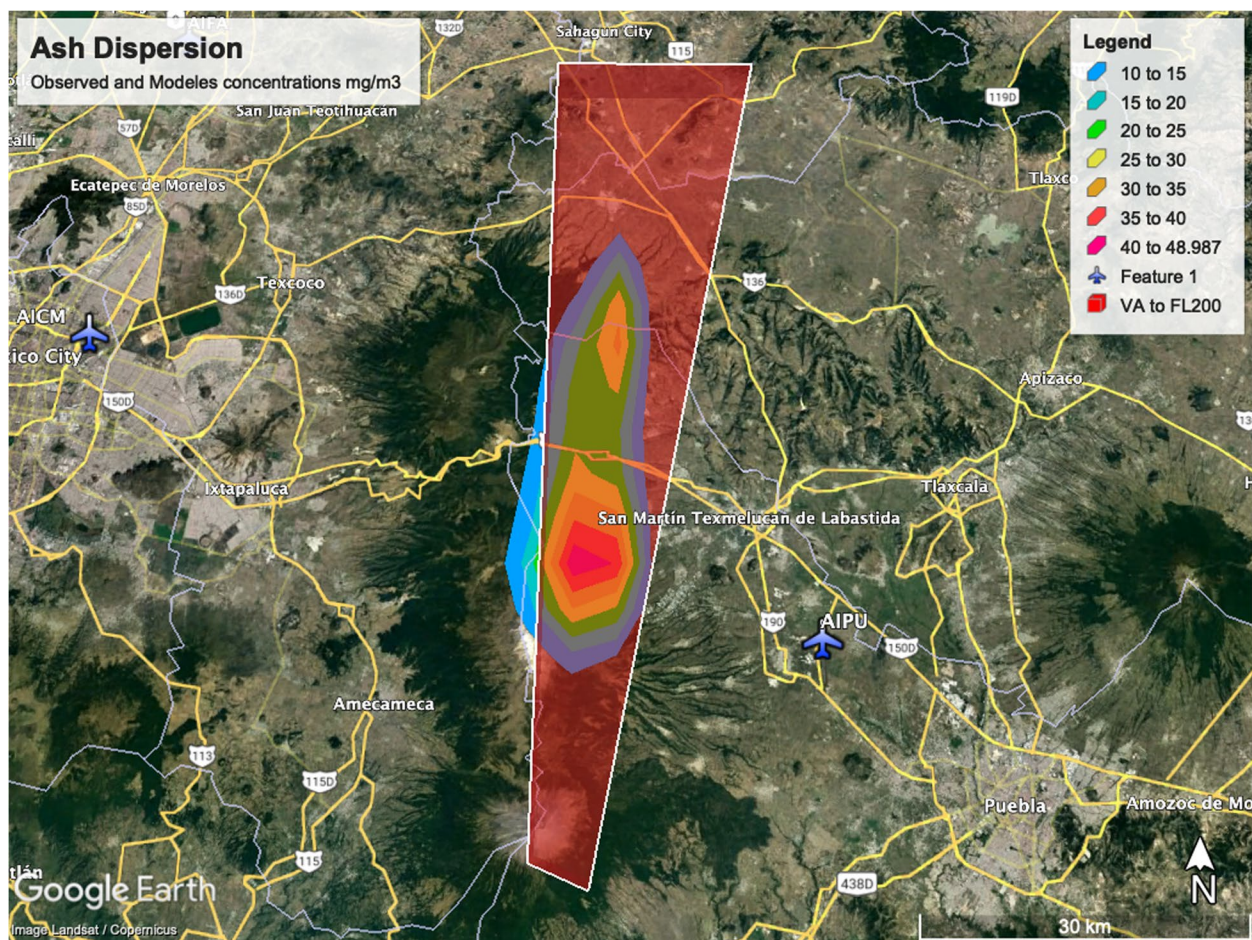 AIFA
Ash Dispersion
Observed and Modeles concentrations mg/m3
132D
Sahagun City
115
Legend
10 to 15
15 to 20
20 to 25
25 to 30
30 to 35
35 to 40
40 to 48.987
Feature 1
VA to FL200
119D
San Juan Teotihuacán
57D
calli
Ecatepec de Morelos
85D
Tlaxco
Texcoco
136D
136
AICM
xico City
150D
Apizaco
Ixtapaluca
Tlaxcala
San Martín Texmelucan de Labastida
190
AIPU
150D
Amecameca
113
115D
Puebla
Amozoc de Mo
115
tlán
Google Earth
438D
N
30 km
Image Landsat / Copernicus